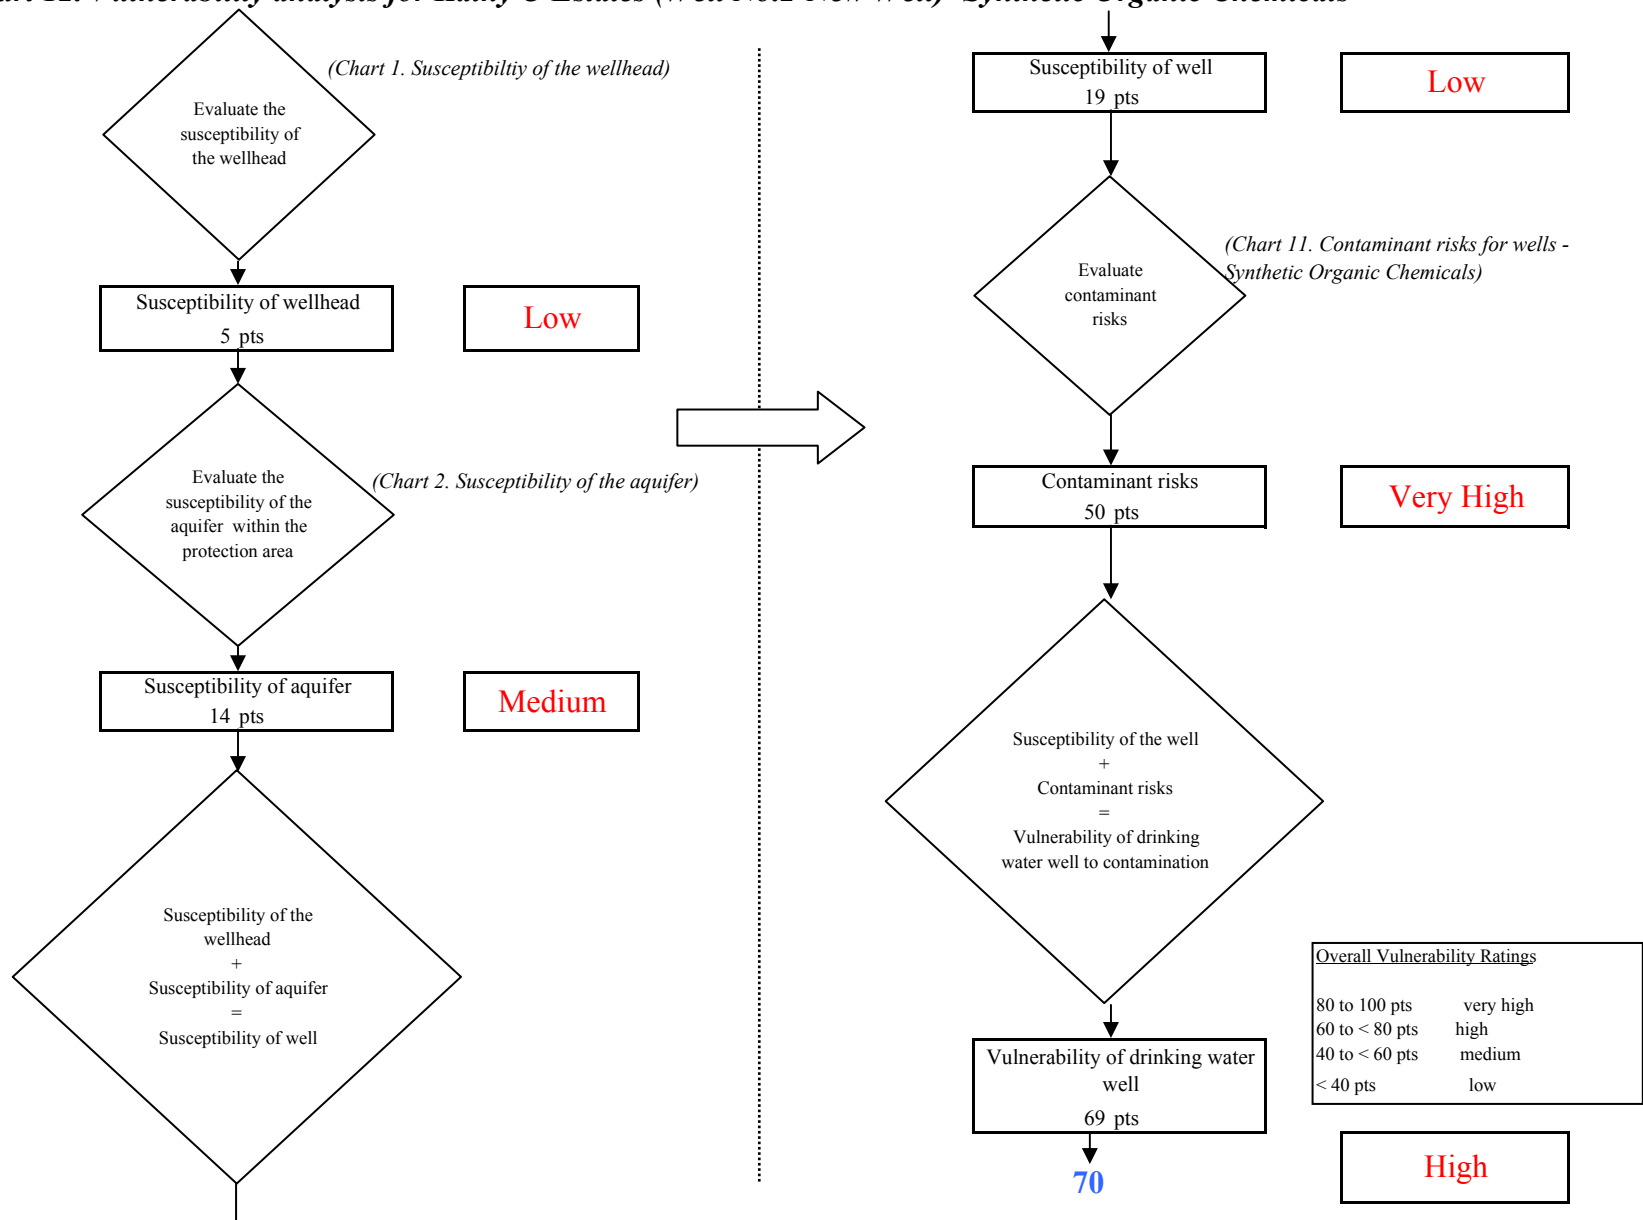 (Chart 1. Susceptibiltiy of the wellhead)
Evaluate the
susceptibility of
the wellhead
Susceptibility of wellhead
5 pts
Low
Evaluate the
susceptibility of the
aquifer within the
protection area
(Chart 2. Susceptibility of the aquifer)
Susceptibility of aquifer
14 pts
Medium
Susceptibility of the
wellhead
+
Susceptibility of aquifer
=
Susceptibility of well
Susceptibility of well
19 pts
Low
(Chart 11. Contaminant risks for wells -
Synthetic Organic Chemicals)
Evaluate
contaminant
risks
Contaminant risks
50 pts
Very High
Susceptibility of the well
+
Contaminant risks
=
Vulnerability of drinking
water well to contamination
Overall Vulnerability Ratings
80 to 100 pts very high
60 to < 80 pts high
40 to < 60 pts medium
< 40 pts low
Vulnerability of drinking water
well
69 pts
70
High